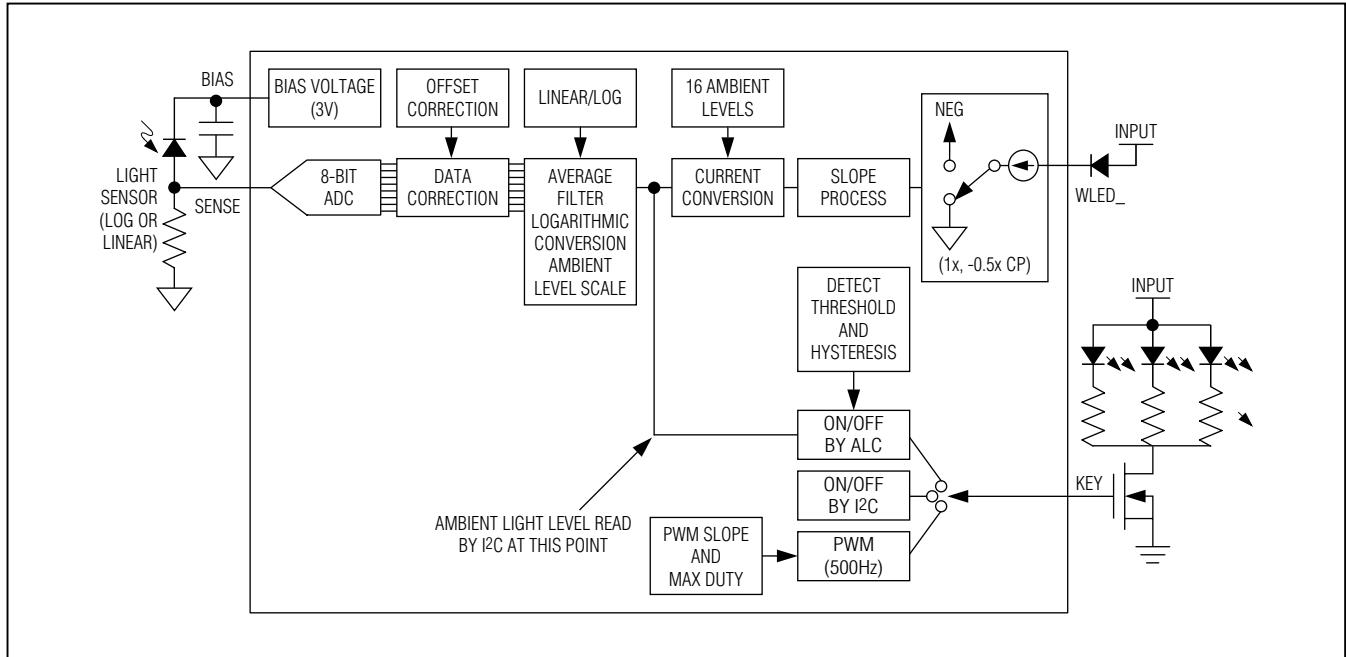 BIAS
BIAS VOLTAGE
(3V)
OFFSET
CORRECTION
LINEAR/LOG
16 AMBIENT
LEVELS
NEG
INPUT
LIGHT
SENSOR
(LOG OR
LINEAR)
SENSE
8-BIT
ADC
DATA
CORRECTION
AVERAGE
FILTER
LOGARITHMIC
CONVERSION
AMBIENT
LEVEL SCALE
CURRENT
CONVERSION
SLOPE
PROCESS
WLED_
(1x, -0.5x CP)
DETECT
THRESHOLD
AND
HYSTERESIS
INPUT
ON/OFF
BY ALC
ON/OFF
BY I²C
KEY
AMBIENT LIGHT LEVEL READ
BY I²C AT THIS POINT
PWM SLOPE
AND
MAX DUTY
PWM
(500Hz)